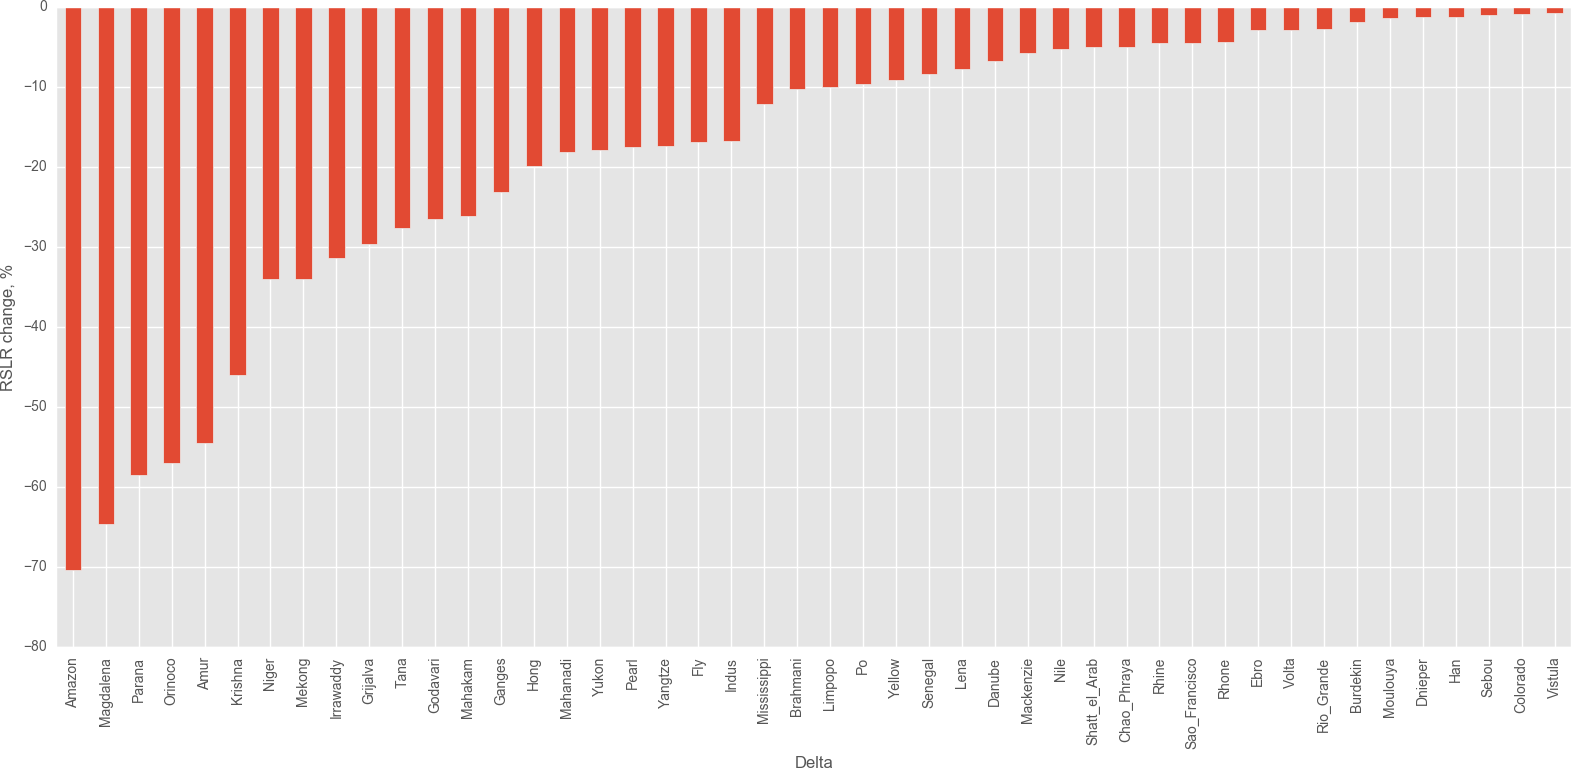 0
−10
−20
−30
−40
−50
−60
−70
−80
RSLR change, %
Amazon
Magdalena
Parana
Orinoco
Amur
Krishna
Niger
Mekong
Irrawaddy
Grijalva
Tana
Godavari
Mahakam
Ganges
Hong
Mahanadi
Yukon
Pearl
Yangtze
Fly
Indus
Mississippi
Brahmani
Limpopo
Po
Yellow
Senegal
Lena
Danube
Mackenzie
Nile
Shatt_el_Arab
Chao_Phraya
Rhine
Sao_Francisco
Rhone
Ebro
Volta
Rio_Grande
Burdekin
Moulouya
Dnieper
Han
Sebou
Colorado
Vistula
Delta